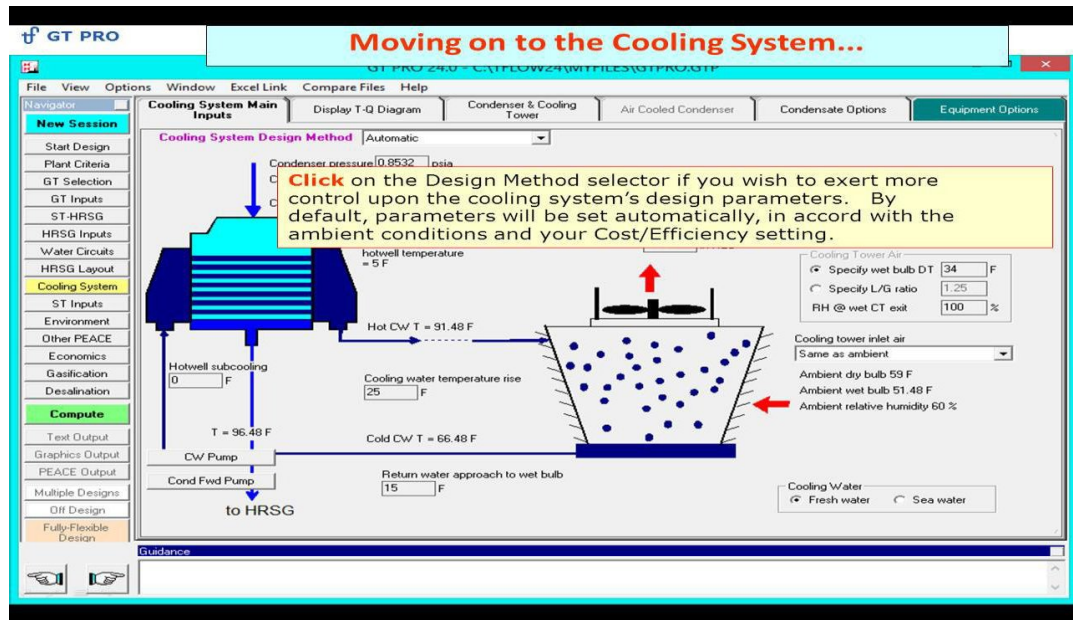 GT PRO
Moving on to the Cooling System...
GT PRO 24.0 - C:\TFLOW24\MYFILES\GTPRO.GTP
File View Options Window Excel Link Compare Files Help
Navigator
New Session
Start Design
Plant Criteria
GT Selection
GT Inputs
ST-HRSG
HRSG Inputs
Water Circuits
HRSG Layout
Cooling System
ST Inputs
Environment
Other PEACE
Economics
Gasification
Desalination
Compute
Text Output
Graphics Output
PEACE Output
Multiple Designs
Off Design
Fully-Flexible
Design
Cooling System Main
Inputs
Display T-Q Diagram
Condenser & Cooling
Tower
Air Cooled Condenser
Condensate Options
Equipment Options
Cooling System Design Method Automatic
Condenser pressure 0.8532 psia
Click on the Design Method selector if you wish to exert more
control upon the cooling system's design parameters. By
default, parameters will be set automatically, in accord with the
ambient conditions and your Cost/Efficiency setting.
hotwell temperature
= 5 F
Cooling Tower Air
Specify wet bulb DT 34 F
Specify L/G ratio 1.25
RH @ wet CT exit 100 %
Hot CW T = 91.48 F
Cooling tower inlet air
Same as ambient
Ambient dry bulb 59 F
Ambient wet bulb 51.48 F
Ambient relative humidity 60 %
Hotwell subcooling
0 F
Cooling water temperature rise
25 F
T = 96.48 F
Cold CW T = 66.48 F
CW Pump
Cond Fwd Pump
to HRSG
Return water approach to wet bulb
15 F
Cooling Water
Fresh water Sea water
Guidance